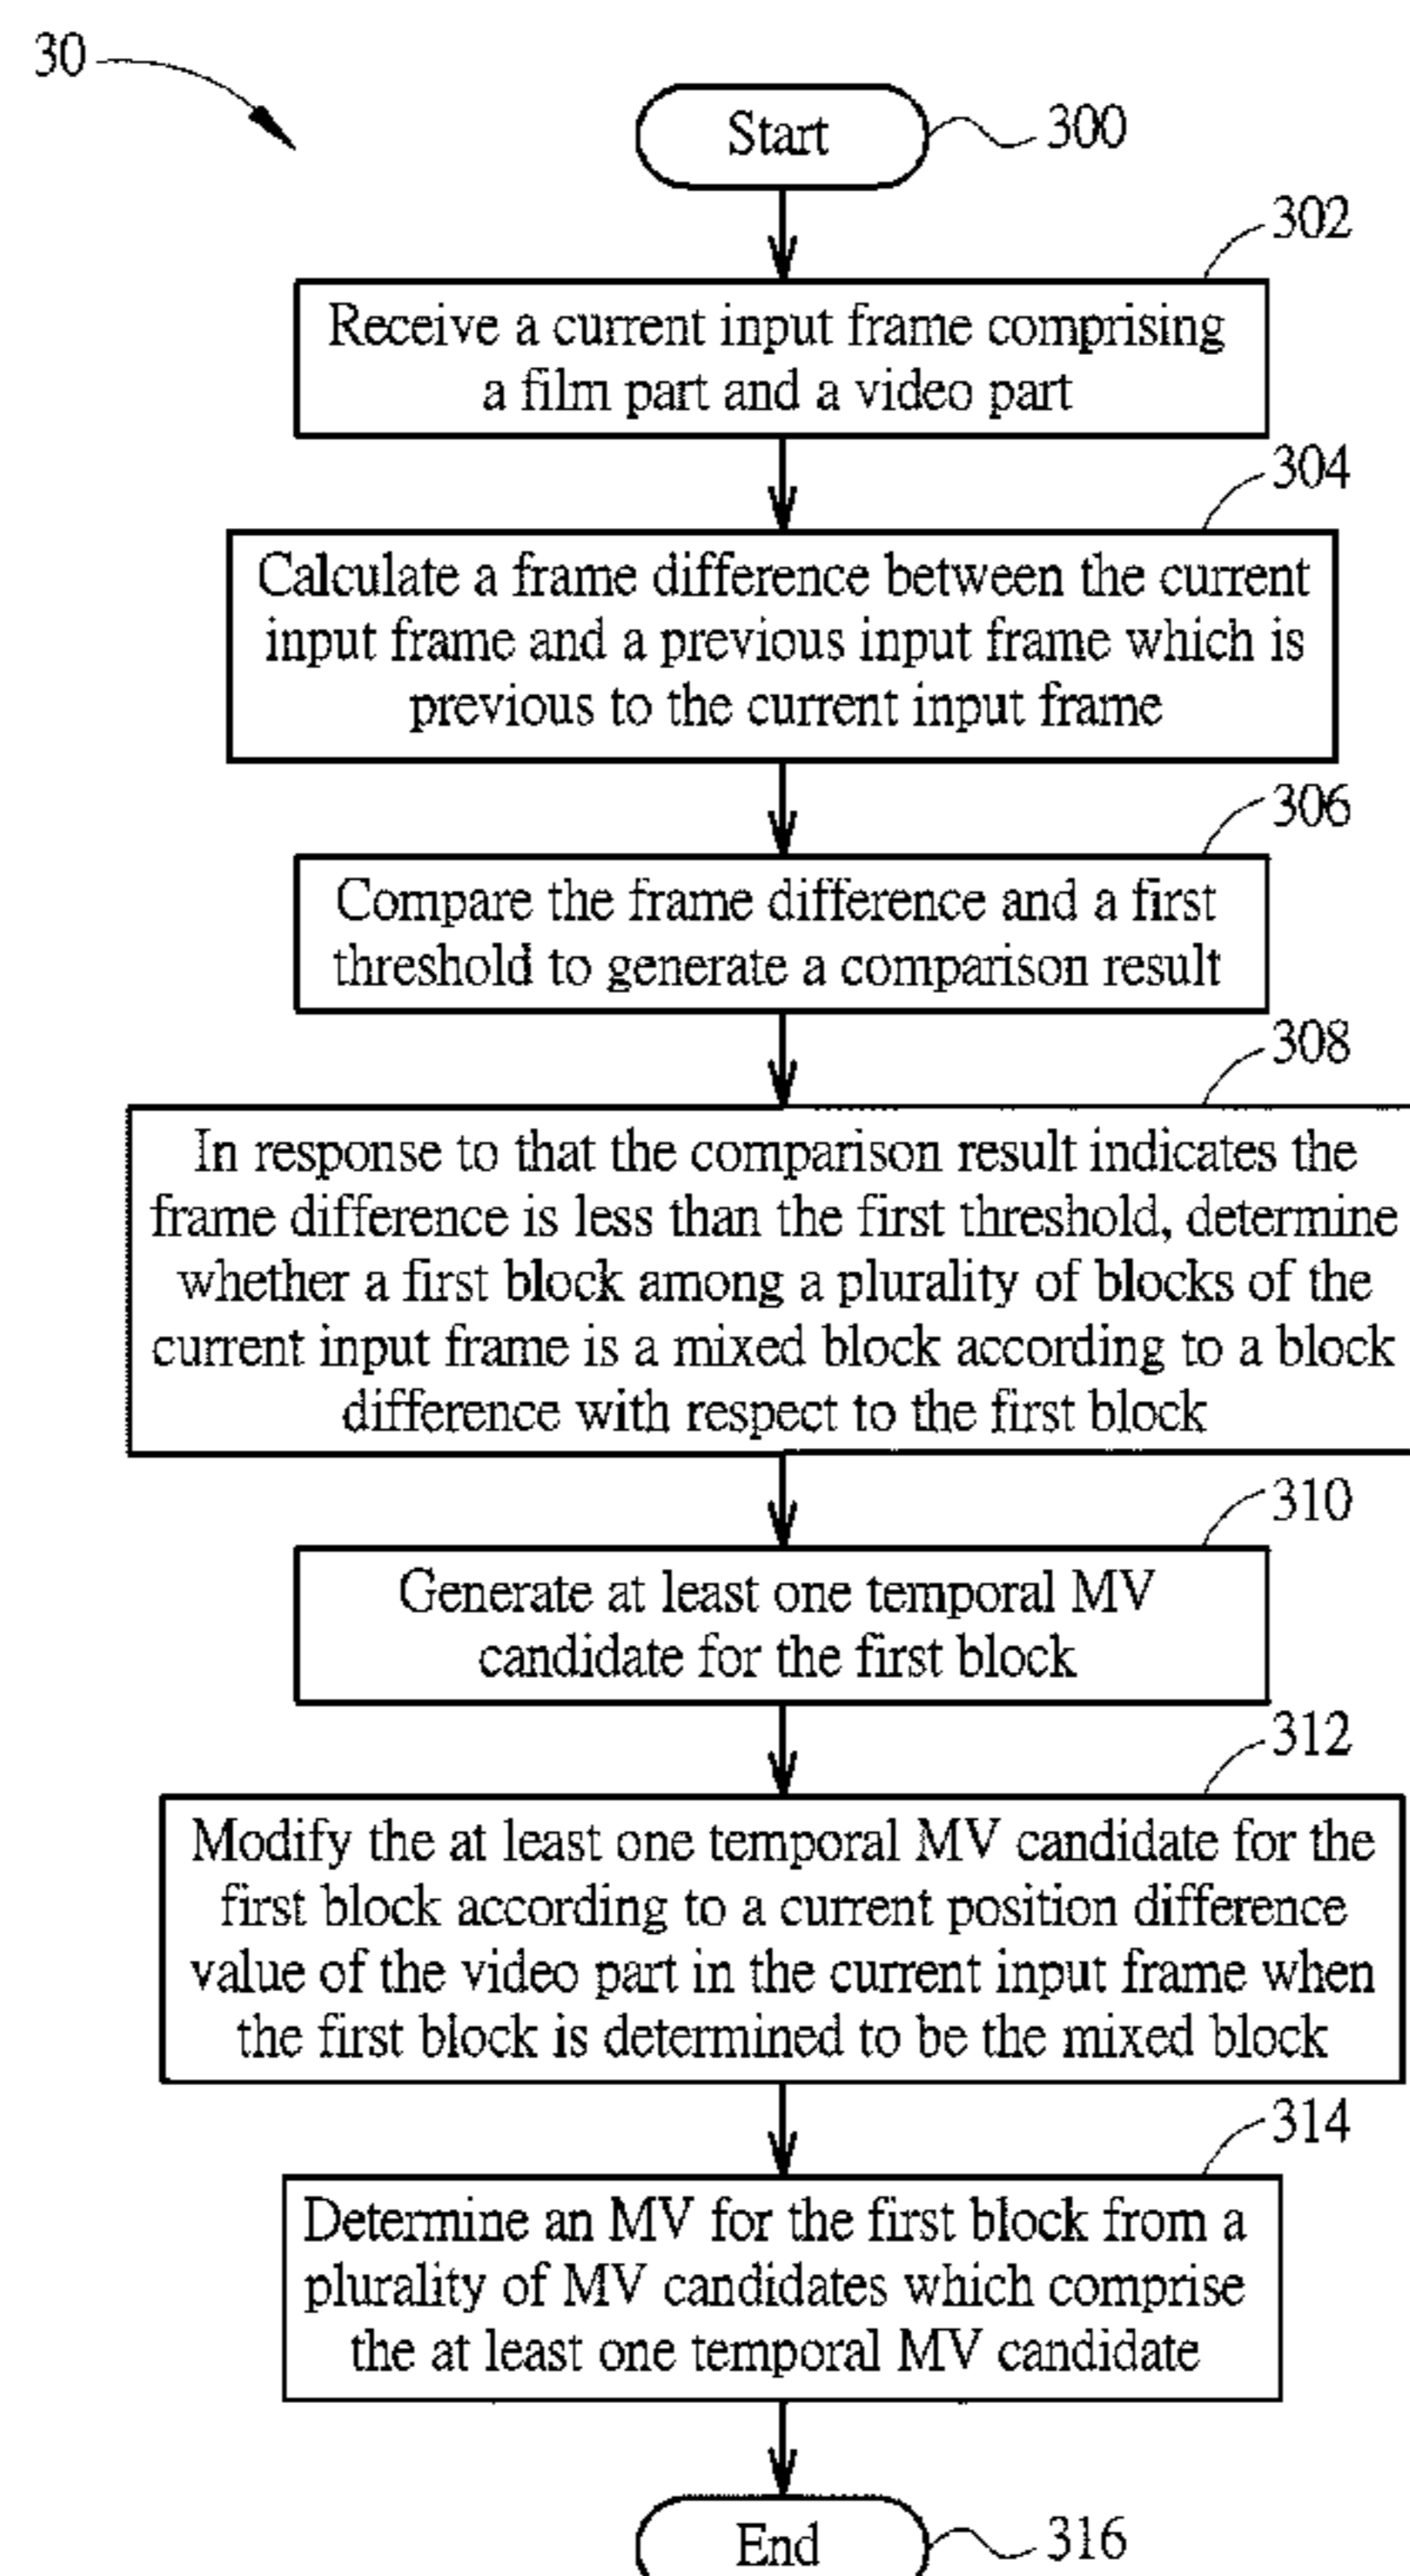 30
Start
300
302
Receive a current input frame comprising
a film part and a video part
304
Calculate a frame difference between the current
input frame and a previous input frame which is
previous to the current input frame
306
Compare the frame difference and a first
threshold to generate a comparison result
308
In response to that the comparison result indicates the
frame difference is less than the first threshold, determine
whether a first block among a plurality of blocks of the
current input frame is a mixed block according to a block
difference with respect to the first block
310
Generate at least one temporal MV
candidate for the first block
312
Modify the at least one temporal MV candidate for the
first block according to a current position difference
value of the video part in the current input frame when
the first block is determined to be the mixed block
314
Determine an MV for the first block from a
plurality of MV candidates which comprise
the at least one temporal MV candidate
End
316